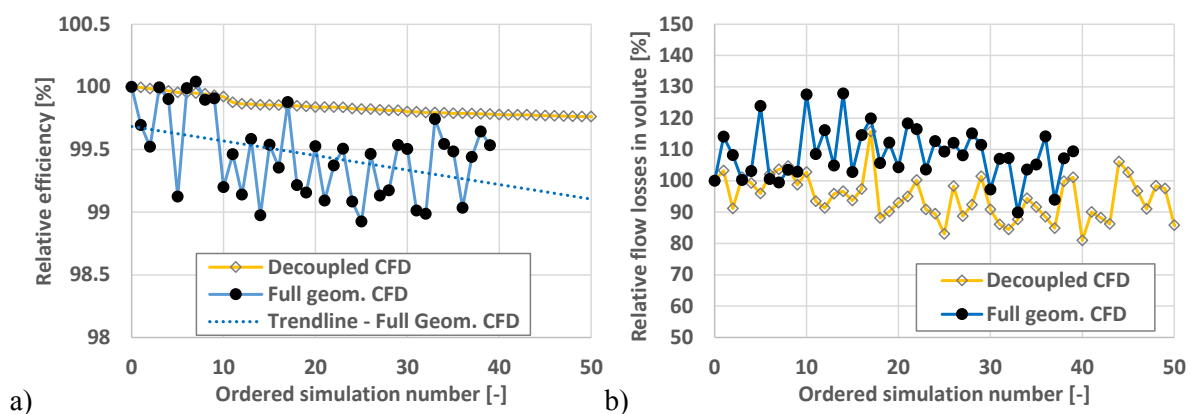 100.5
100
99.5
99
98.5
98
Relative efficiency [%]
Decoupled CFD
Full geom. CFD
Trendline - Full Geom. CFD
0 10 20 30 40 50
Ordered simulation number [-]
a)
150
140
130
120
110
100
90
80
70
60
50
Relative flow losses in volute [%]
Decoupled CFD
Full geom. CFD
0 10 20 30 40 50
Ordered simulation number [-]
b)